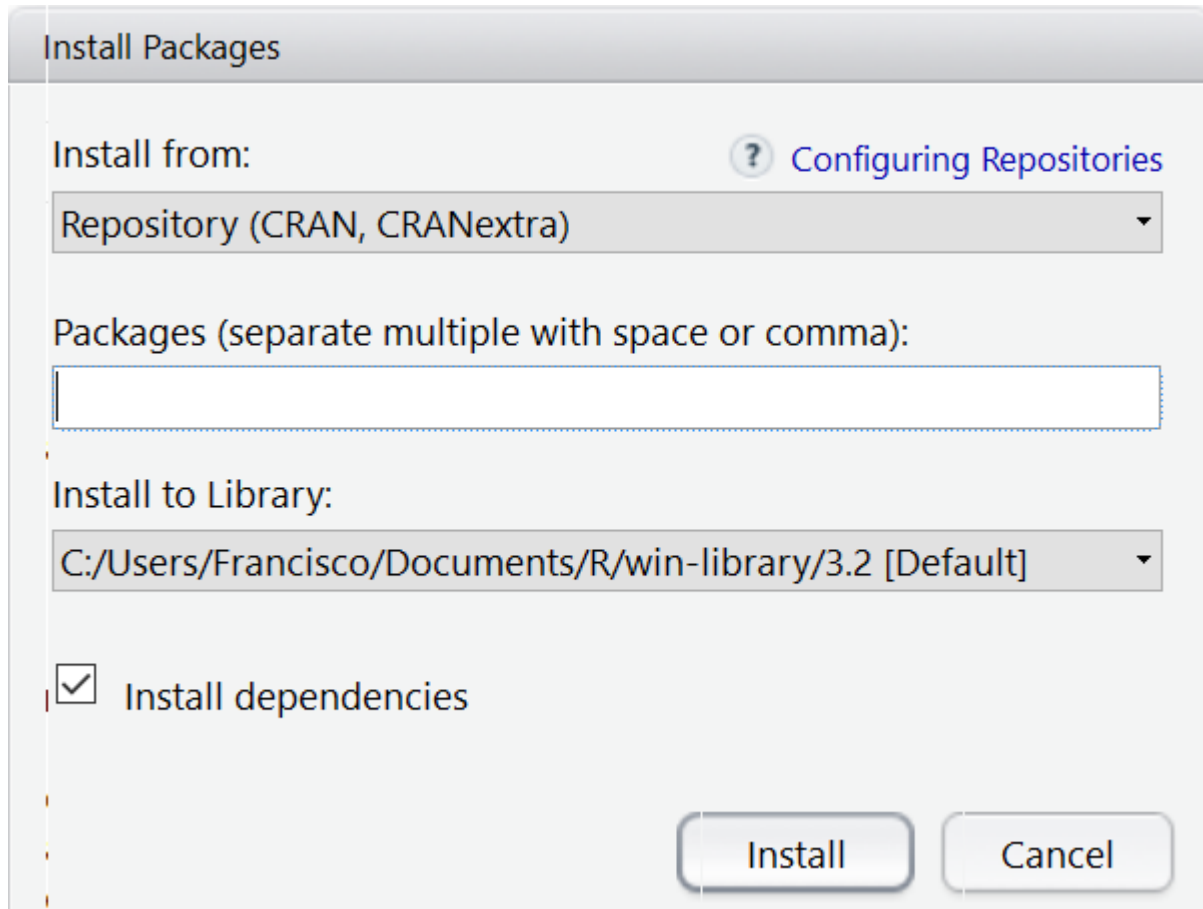 Install Packages
Install from:
? Configuring Repositories
Repository (CRAN, CRANextra)
Packages (separate multiple with space or comma):
Install to Library:
C:/Users/Francisco/Documents/R/win-library/3.2 [Default]
Install dependencies
Install
Cancel